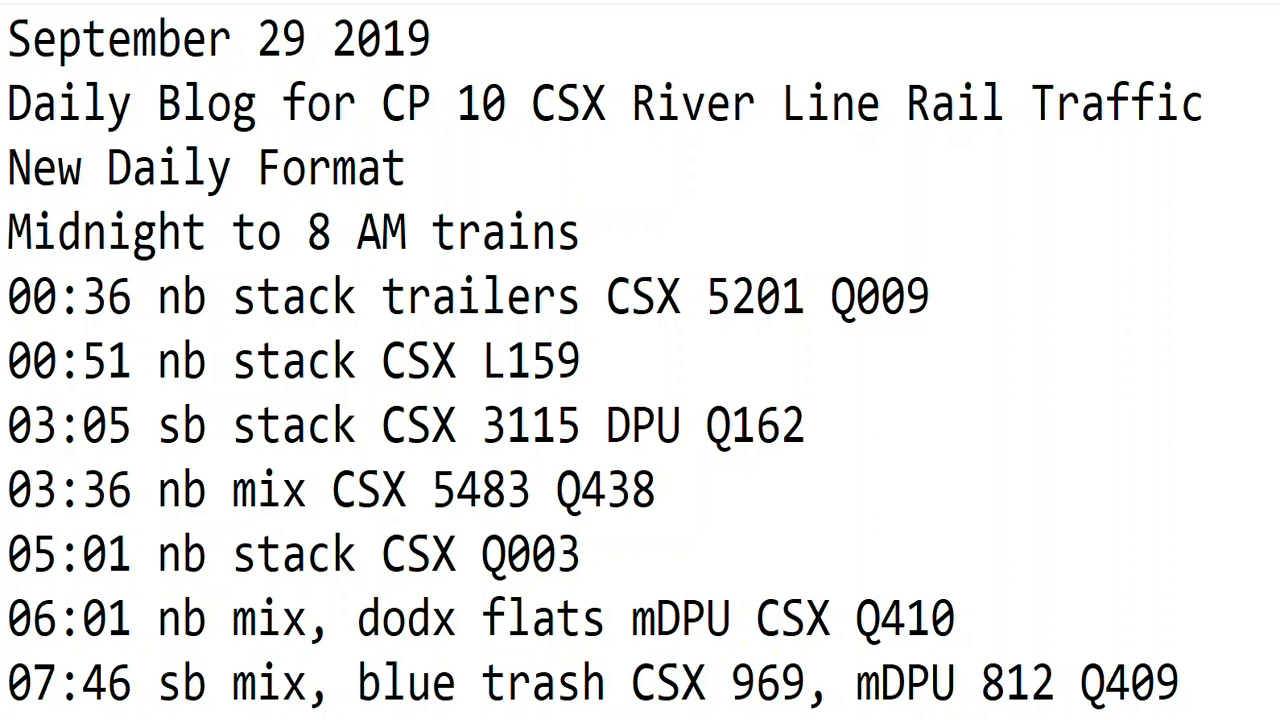 September 29 2019
Daily Blog for CP 10 CSX River Line Rail Traffic
New Daily Format
Midnight to 8 AM trains
00:36 nb stack trailers CSX 5201 Q009
00:51 nb stack CSX L159
03:05 sb stack CSX 3115 DPU Q162
03:36 nb mix CSX 5483 Q438
05:01 nb stack CSX Q003
06:01 nb mix, dodx flats mDPU CSX Q410
07:46 sb mix, blue trash CSX 969, mDPU 812 Q409